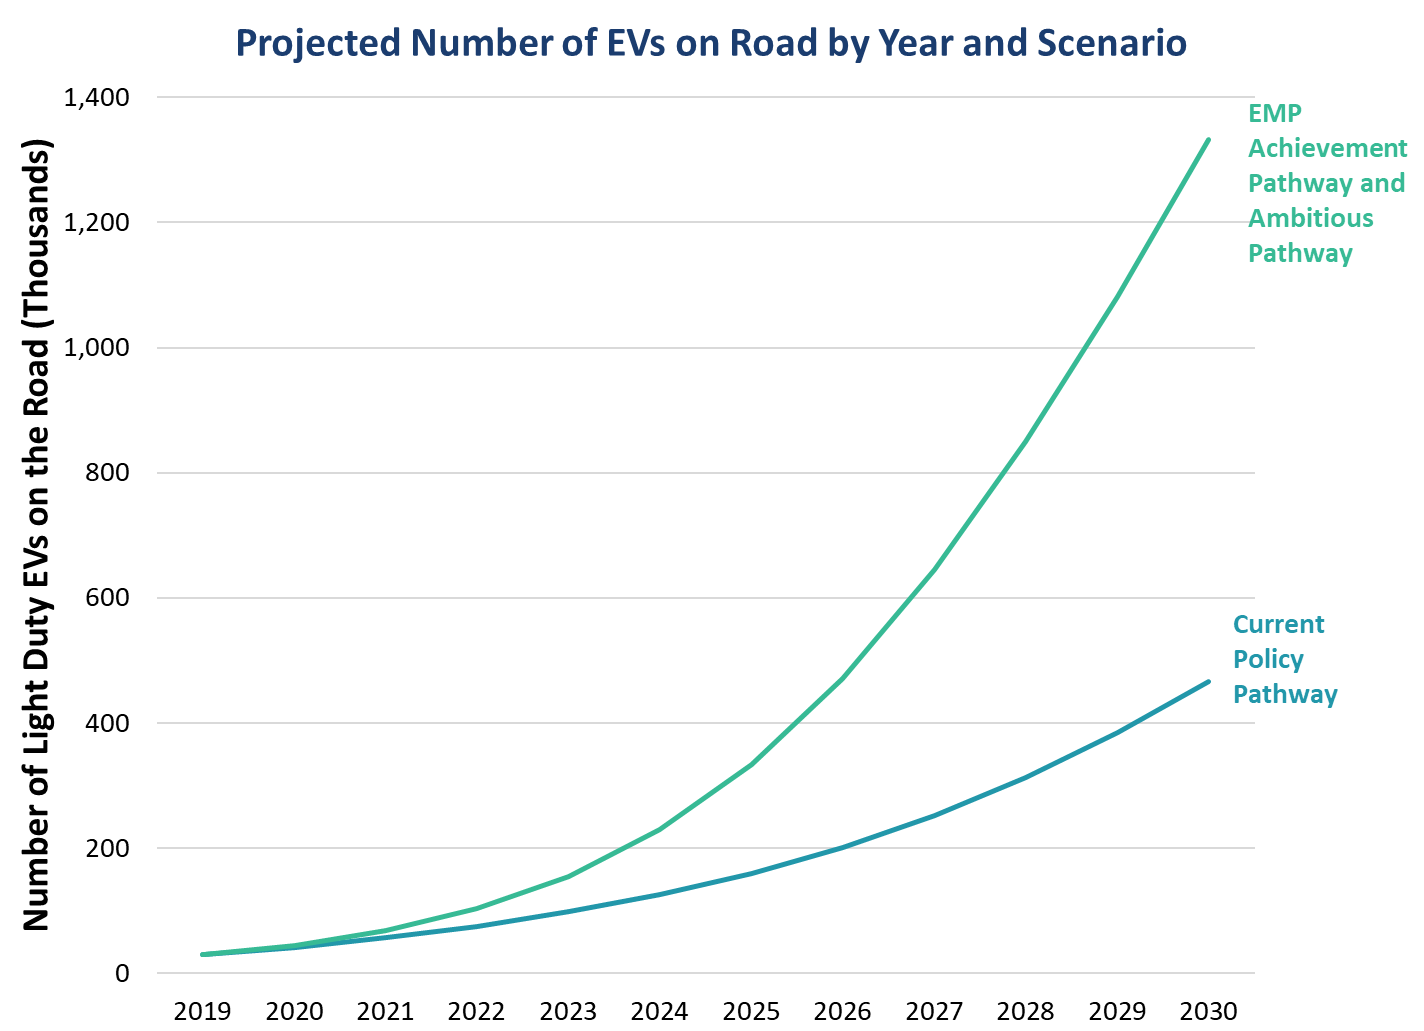 Projected Number of EVs on Road by Year and Scenario
Number of Light Duty EVs on the Road (Thousands)
1,400
1,200
1,000
800
600
400
200
0
2019 2020 2021 2022 2023 2024 2025 2026 2027 2028 2029 2030
EMP
Achievement
Pathway and
Ambitious
Pathway
Current
Policy
Pathway